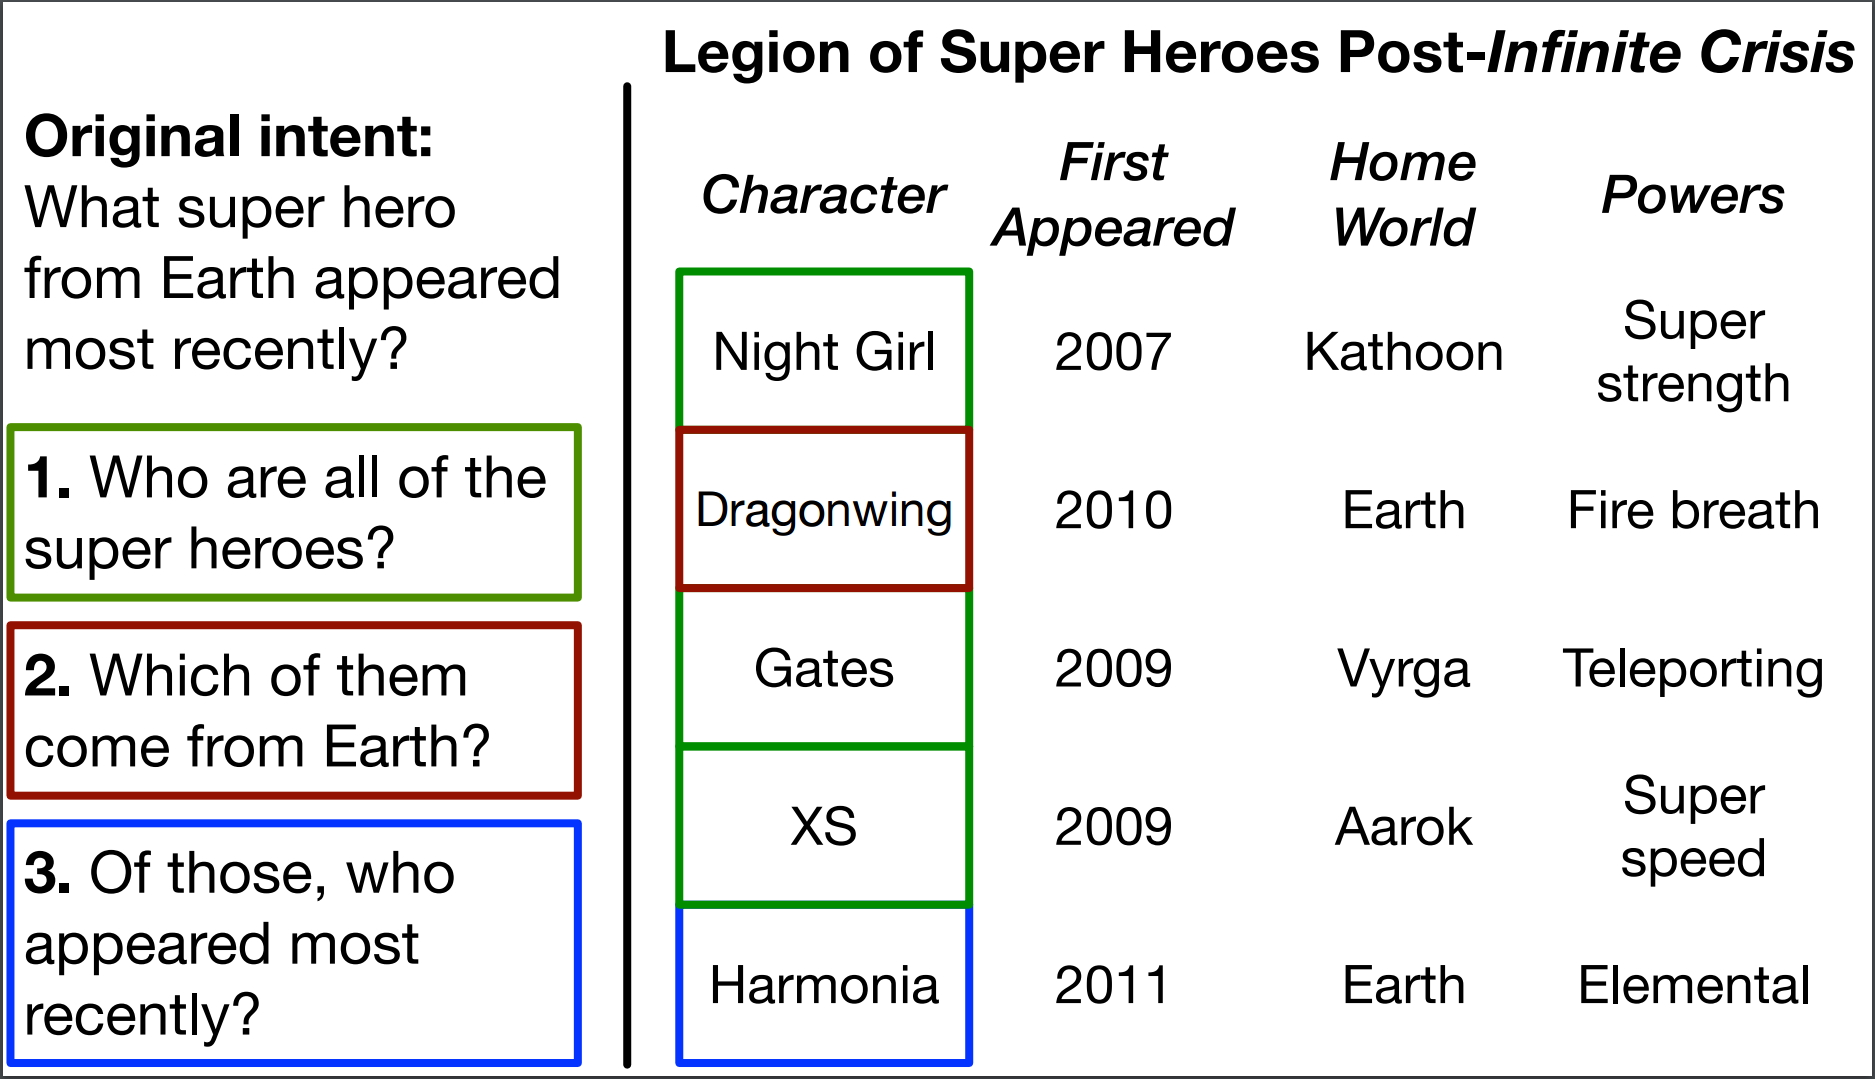 Original intent:
What super hero
from Earth appeared
most recently?
1. Who are all of the
super heroes?
2. Which of them
come from Earth?
3. Of those, who
appeared most
recently?
Legion of Super Heroes Post-Infinite Crisis
Character First Appeared Home World Powers
Night Girl 2007 Kathoon Super strength
Dragonwing 2010 Earth Fire breath
Gates 2009 Vyrga Teleporting
XS 2009 Aarok Super speed
Harmonia 2011 Earth Elemental